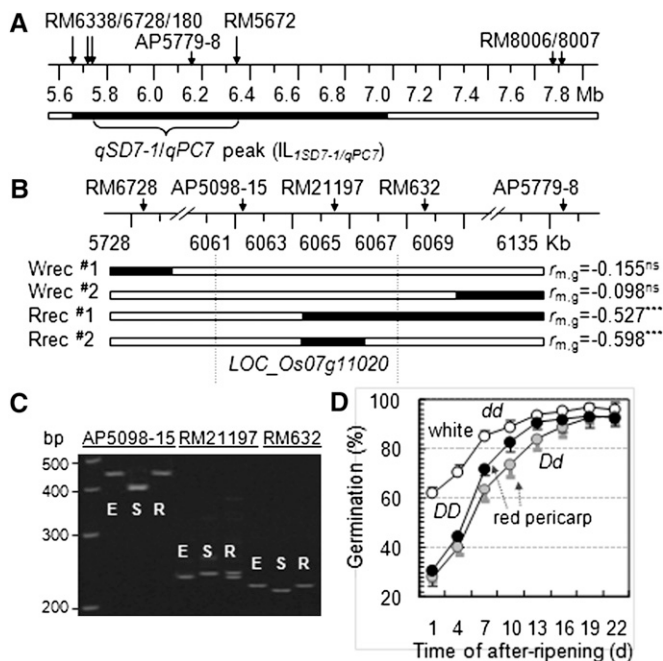 A
RM6338/6728/180
RM5672
AP5779-8
RM8006/8007
5.6 5.8 6.0 6.2 6.4 6.6 7.0 7.2 7.4 7.6 7.8 Mb
qSD7-1/qPC7 peak (IL1SD7-1/qPC7)
B
RM6728 AP5098-15 RM21197 RM632 AP5779-8
5728 6061 6063 6065 6067 6069 6135 Kb
Wrec #1 rm.g=-0.155ns
Wrec #2 rm.g=-0.098ns
Rrec #1 rm.g=-0.527***
Rrec #2 rm.g=-0.598***
LOC_Os07g11020
C
bp AP5098-15 RM21197 RM632
500
400
300
200
E S R
E S R
E S R
D
Germination (%)
100
80
60
40
20
white
dd
DD
Dd
red pericarp
1 4 7 10 13 16 19 22
Time of after-ripening (d)